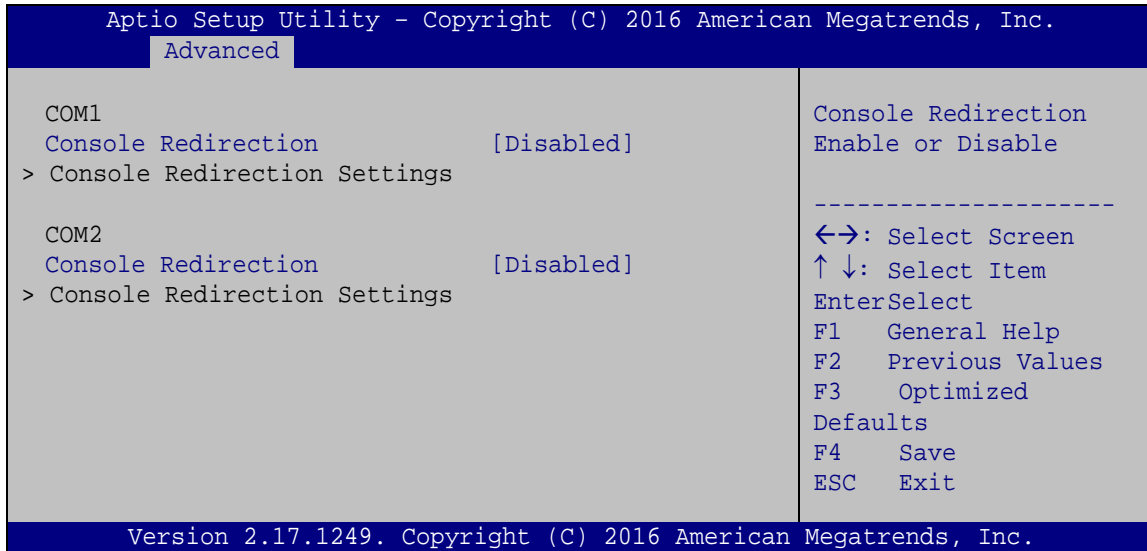 Aptio Setup Utility – Copyright (C) 2016 American Megatrends, Inc.
Advanced
COM1
Console Redirection [Disabled]
> Console Redirection Settings
COM2
Console Redirection [Disabled]
> Console Redirection Settings
Console Redirection
Enable or Disable
---------------------
←→: Select Screen
↑ ↓: Select Item
EnterSelect
F1 General Help
F2 Previous Values
F3 Optimized
Defaults
F4 Save
ESC Exit
Version 2.17.1249. Copyright (C) 2016 American Megatrends, Inc.